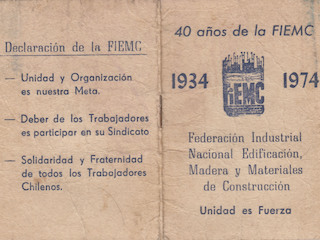 Declaración de la FIEMC
— Unidad y Organización
es nuestra Meta.
— Deber de los Trabajadores
es participar en su Sindicato
— Solidaridad y Fraternidad
de todos los Trabajadores
Chilenos.
40 años de la FIEMC
1934 1974
FIEMC
Federación Industrial
Nacional Edificación,
Madera y Materiales
de Construcción
Unidad es Fuerza